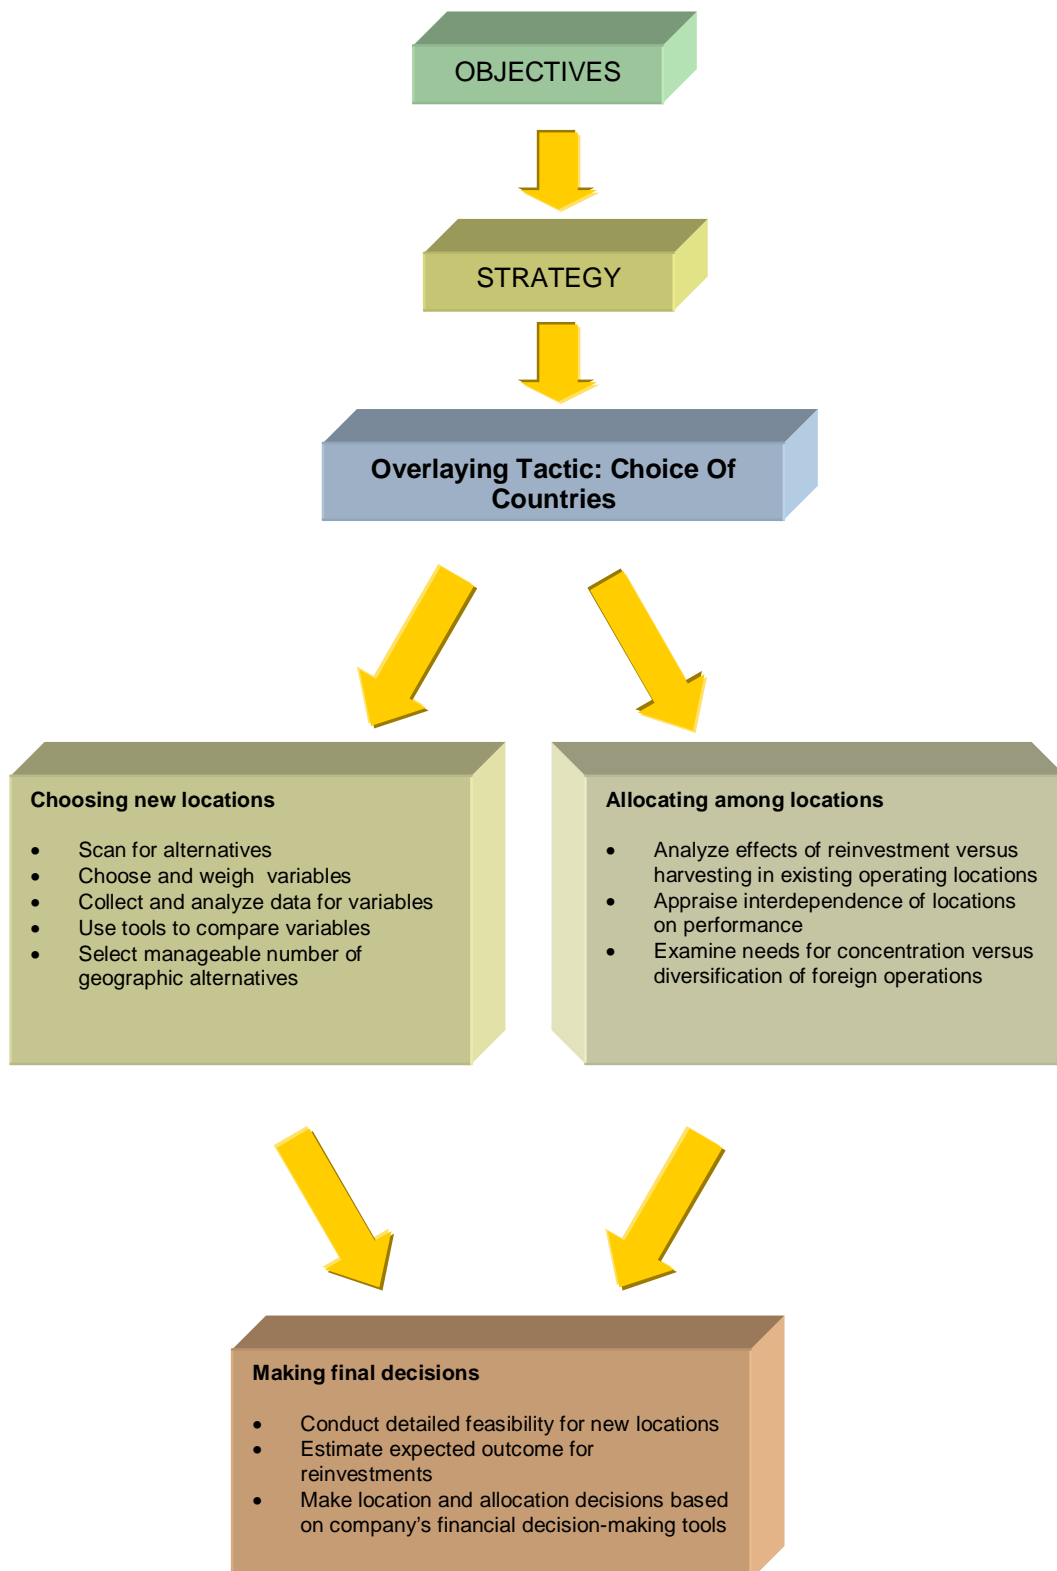 OBJECTIVES
STRATEGY
Overlaying Tactic: Choice Of
Countries
Choosing new locations
• Scan for alternatives
• Choose and weigh variables
• Collect and analyze data for variables
• Use tools to compare variables
• Select manageable number of
geographic alternatives
Allocating among locations
• Analyze effects of reinvestment versus
harvesting in existing operating locations
• Appraise interdependence of locations
on performance
• Examine needs for concentration versus
diversification of foreign operations
Making final decisions
• Conduct detailed feasibility for new locations
• Estimate expected outcome for
reinvestments
• Make location and allocation decisions based
on company’s financial decision-making tools